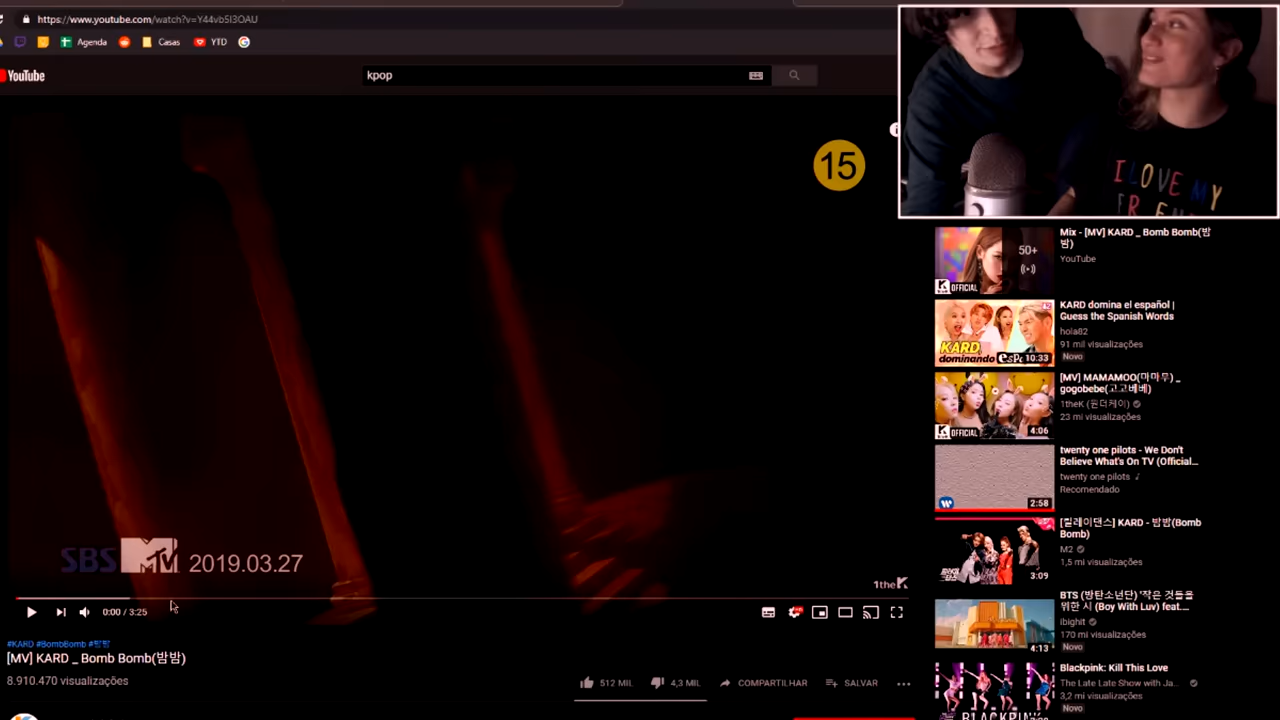 https://www.youtube.com/watch?v=Y44vb5I3OAU
Agenda
Casas
YTD
YouTube
kpop
15
I LOVE MY
SBS MTV 2019.03.27
1theK
0:00 / 3:25
#KARD #BombBomb #밤밤
[MV] KARD _ Bomb Bomb(밤밤)
8.910.470 visualizações
512 MIL
4,3 MIL
COMPARTILHAR
SALVAR
50+
K OFFICIAL
Mix - [MV] KARD _ Bomb Bomb(밤
밤)
YouTube
KARD
dominando
10:33
KARD domina el español |
Guess the Spanish Words
hola82
91 mil visualizações
Novo
K OFFICIAL
4:06
[MV] MAMAMOO(마마무) _
gogobebe(고고베베)
1theK (원더케이)
23 mi visualizações
2:58
twenty one pilots - We Don't
Believe What's On TV (Official...
twenty one pilots
Recomendado
3:09
[릴레이댄스] KARD - 밤밤(Bomb
Bomb)
M2
1,5 mi visualizações
4:13
BTS (방탄소년단) '작은 것들을
위한 시 (Boy With Luv) feat....
ibighit
170 mi visualizações
Novo
BLACKPINK
Blackpink: Kill This Love
The Late Late Show with Ja...
3,2 mi visualizações
Novo